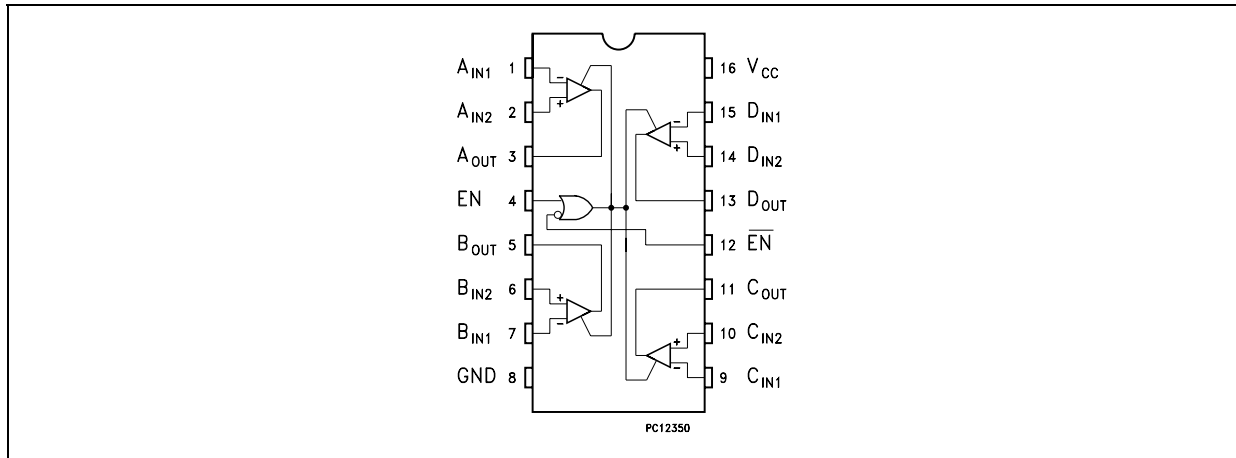 A_IN1 1 - 16 V_CC
A_IN2 2 + - 15 D_IN1
A_OUT 3 + 14 D_IN2
EN 4 13 D_OUT
B_OUT 5 12 E̅N̅
B_IN2 6 + 11 C_OUT
B_IN1 7 - + 10 C_IN2
GND 8 - 9 C_IN1
PC12350